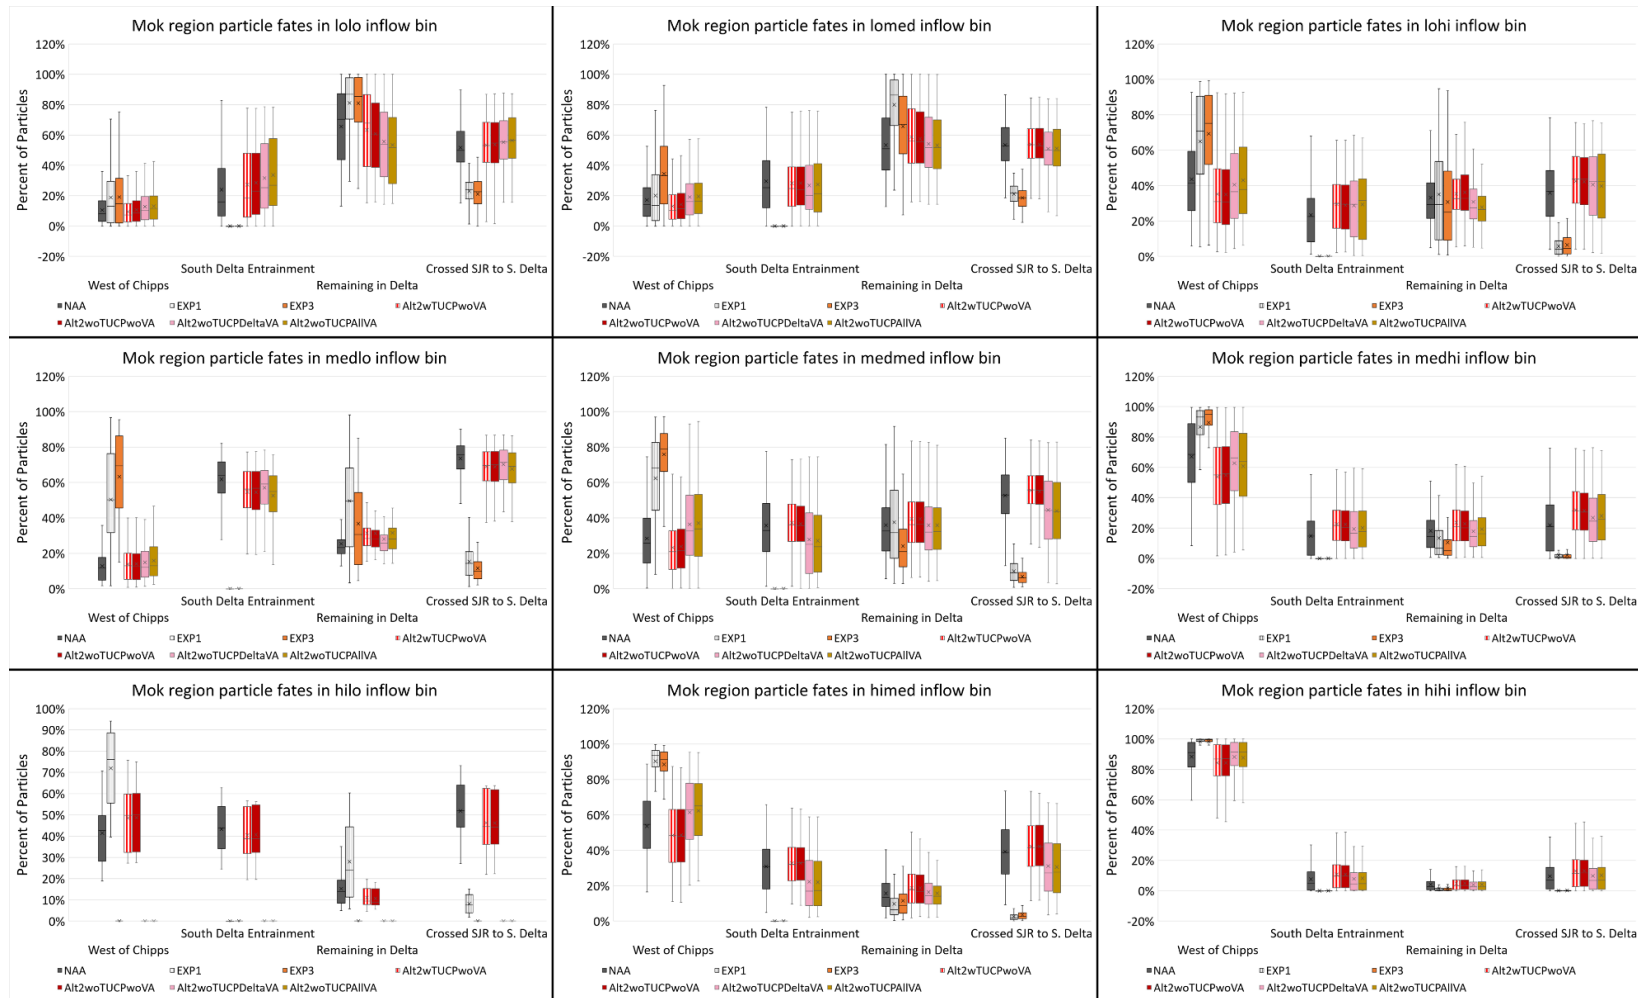 Mok region particle fates in lolo inflow bin
Percent of Particles
120%
100%
80%
60%
40%
20%
0%
-20%
South Delta Entrainment Crossed SJR to S. Delta
West of Chipps Remaining in Delta
NAA EXP1 EXP3 Alt2wTUCPwoVA
Alt2woTUCPwoVA Alt2woTUCPDeltaVA Alt2woTUCPAllVA
Mok region particle fates in lomed inflow bin
Percent of Particles
120%
100%
80%
60%
40%
20%
0%
-20%
South Delta Entrainment Crossed SJR to S. Delta
West of Chipps Remaining in Delta
NAA EXP1 EXP3 Alt2wTUCPwoVA
Alt2woTUCPwoVA Alt2woTUCPDeltaVA Alt2woTUCPAllVA
Mok region particle fates in lohi inflow bin
Percent of Particles
120%
100%
80%
60%
40%
20%
0%
South Delta Entrainment Crossed SJR to S. Delta
West of Chipps Remaining in Delta
NAA EXP1 EXP3 Alt2wTUCPwoVA
Alt2woTUCPwoVA Alt2woTUCPDeltaVA Alt2woTUCPAllVA
Mok region particle fates in medlo inflow bin
Percent of Particles
120%
100%
80%
60%
40%
20%
0%
South Delta Entrainment Crossed SJR to S. Delta
West of Chipps Remaining in Delta
NAA EXP1 EXP3 Alt2wTUCPwoVA
Alt2woTUCPwoVA Alt2woTUCPDeltaVA Alt2woTUCPAllVA
Mok region particle fates in medmed inflow bin
Percent of Particles
120%
100%
80%
60%
40%
20%
0%
South Delta Entrainment Crossed SJR to S. Delta
West of Chipps Remaining in Delta
NAA EXP1 EXP3 Alt2wTUCPwoVA
Alt2woTUCPwoVA Alt2woTUCPDeltaVA Alt2woTUCPAllVA
Mok region particle fates in medhi inflow bin
Percent of Particles
120%
100%
80%
60%
40%
20%
0%
-20%
South Delta Entrainment Crossed SJR to S. Delta
West of Chipps Remaining in Delta
NAA EXP1 EXP3 Alt2wTUCPwoVA
Alt2woTUCPwoVA Alt2woTUCPDeltaVA Alt2woTUCPAllVA
Mok region particle fates in hilo inflow bin
Percent of Particles
100%
90%
80%
70%
60%
50%
40%
30%
20%
10%
0%
South Delta Entrainment Crossed SJR to S. Delta
West of Chipps Remaining in Delta
NAA EXP1 EXP3 Alt2wTUCPwoVA
Alt2woTUCPwoVA Alt2woTUCPDeltaVA Alt2woTUCPAllVA
Mok region particle fates in himed inflow bin
Percent of Particles
120%
100%
80%
60%
40%
20%
0%
South Delta Entrainment Crossed SJR to S. Delta
West of Chipps Remaining in Delta
NAA EXP1 EXP3 Alt2wTUCPwoVA
Alt2woTUCPwoVA Alt2woTUCPDeltaVA Alt2woTUCPAllVA
Mok region particle fates in hihi inflow bin
Percent of Particles
120%
100%
80%
60%
40%
20%
0%
-20%
South Delta Entrainment Crossed SJR to S. Delta
West of Chipps Remaining in Delta
NAA EXP1 EXP3 Alt2wTUCPwoVA
Alt2woTUCPwoVA Alt2woTUCPDeltaVA Alt2woTUCPAllVA